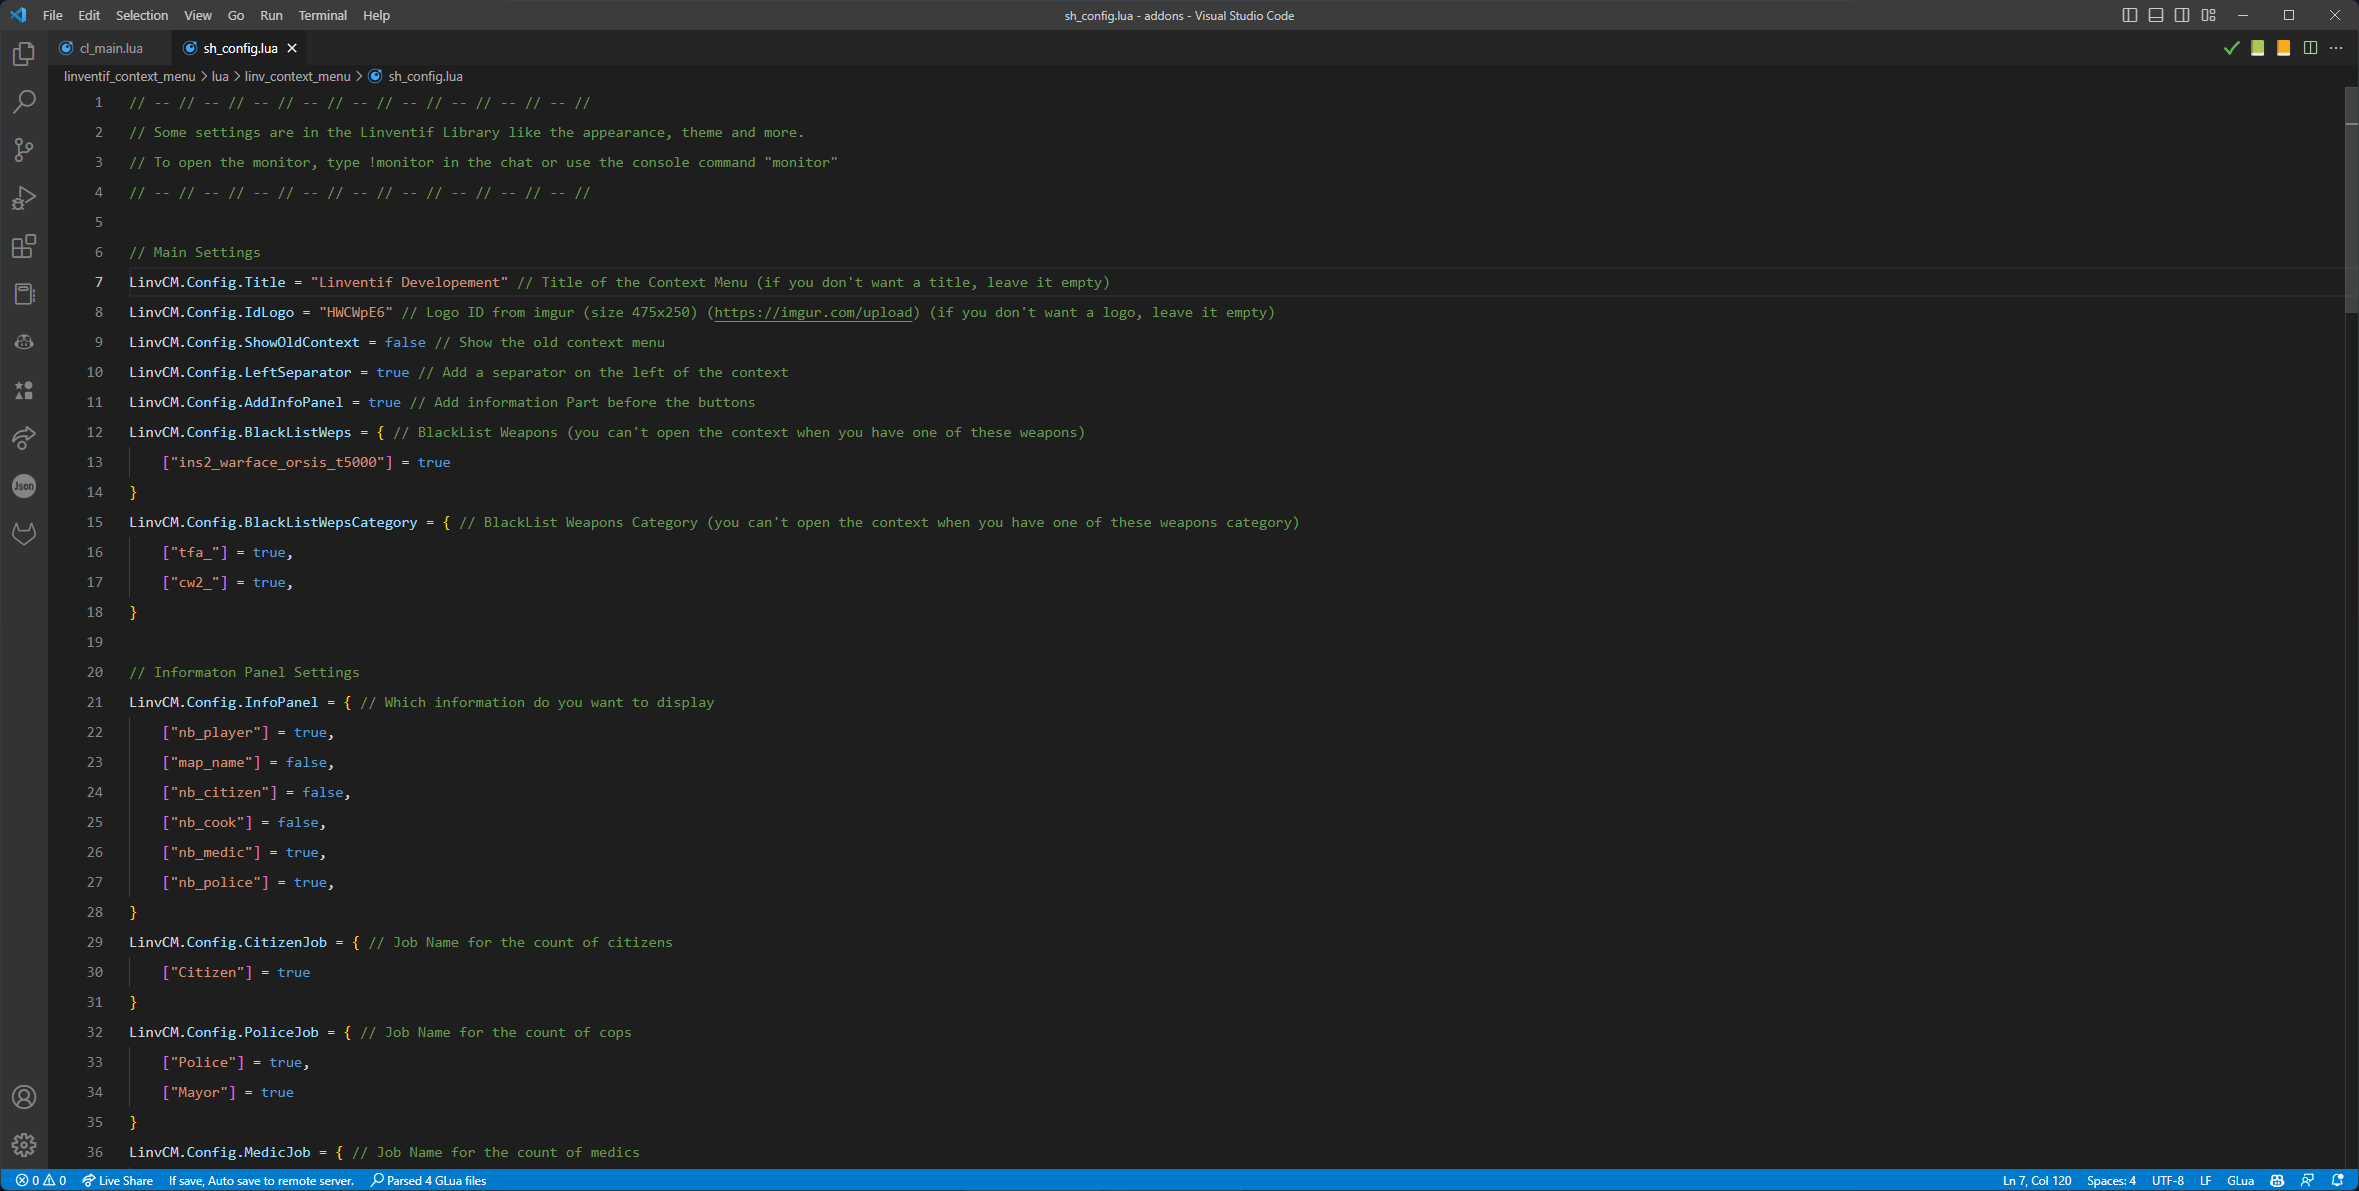 File Edit Selection View Go Run Terminal Help
sh_config.lua - addons - Visual Studio Code
cl_main.lua sh_config.lua
linventif_context_menu > lua > linv_context_menu > sh_config.lua
1 // -- // -- // -- // -- // -- // -- // -- // -- // -- //
2 // Some settings are in the Linventif Library like the appearance, theme and more.
3 // To open the monitor, type !monitor in the chat or use the console command "monitor"
4 // -- // -- // -- // -- // -- // -- // -- // -- // -- //
5
6 // Main Settings
7 LinvCM.Config.Title = "Linventif Developement" // Title of the Context Menu (if you don't want a title, leave it empty)
8 LinvCM.Config.IdLogo = "HWCWpE6" // Logo ID from imgur (size 475x250) (https://imgur.com/upload) (if you don't want a logo, leave it empty)
9 LinvCM.Config.ShowOldContext = false // Show the old context menu
10 LinvCM.Config.LeftSeparator = true // Add a separator on the left of the context
11 LinvCM.Config.AddInfoPanel = true // Add information Part before the buttons
12 LinvCM.Config.BlackListWeps = { // BlackList Weapons (you can't open the context when you have one of these weapons)
13 ["ins2_warface_orsis_t5000"] = true
14 }
15 LinvCM.Config.BlackListWepsCategory = { // BlackList Weapons Category (you can't open the context when you have one of these weapons category)
16 ["tfa_"] = true,
17 ["cw2_"] = true,
18 }
19
20 // Informaton Panel Settings
21 LinvCM.Config.InfoPanel = { // Which information do you want to display
22 ["nb_player"] = true,
23 ["map_name"] = false,
24 ["nb_citizen"] = false,
25 ["nb_cook"] = false,
26 ["nb_medic"] = true,
27 ["nb_police"] = true,
28 }
29 LinvCM.Config.CitizenJob = { // Job Name for the count of citizens
30 ["Citizen"] = true
31 }
32 LinvCM.Config.PoliceJob = { // Job Name for the count of cops
33 ["Police"] = true,
34 ["Mayor"] = true
35 }
36 LinvCM.Config.MedicJob = { // Job Name for the count of medics
Json
0 0 Live Share If save, Auto save to remote server. Parsed 4 GLua files Ln 7, Col 120 Spaces: 4 UTF-8 LF GLua